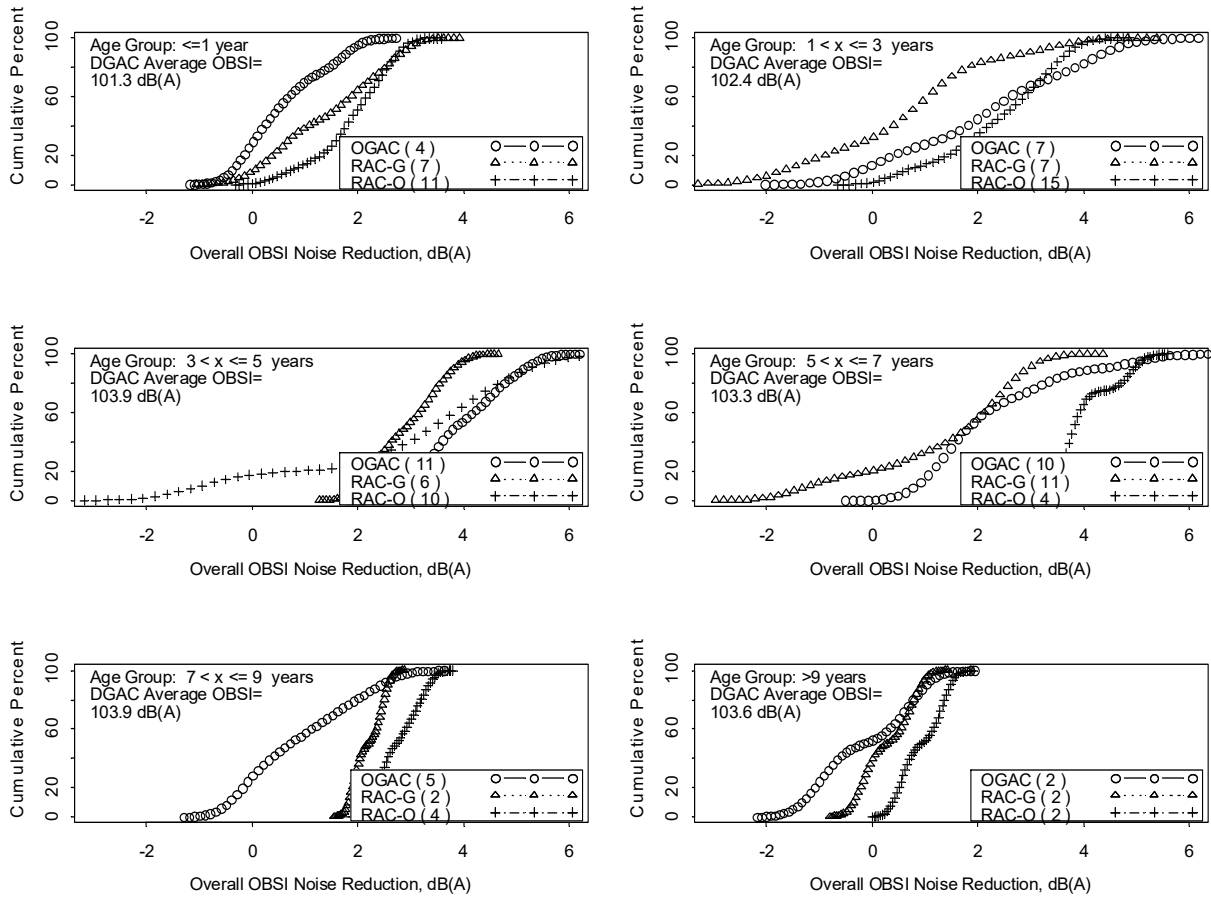 Cumulative Percent
0 20 60 100
Age Group: <=1 year
DGAC Average OBSI=
101.3 dB(A)
OGAC ( 4 )
RAC-G ( 7 )
RAC-O ( 11 )
-2 0 2 4 6
Overall OBSI Noise Reduction, dB(A)
Cumulative Percent
0 20 60 100
Age Group: 1 < x <= 3 years
DGAC Average OBSI=
102.4 dB(A)
OGAC ( 7 )
RAC-G ( 7 )
RAC-O ( 15 )
-2 0 2 4 6
Overall OBSI Noise Reduction, dB(A)
Cumulative Percent
0 20 60 100
Age Group: 3 < x <= 5 years
DGAC Average OBSI=
103.9 dB(A)
OGAC ( 11 )
RAC-G ( 6 )
RAC-O ( 10 )
-2 0 2 4 6
Overall OBSI Noise Reduction, dB(A)
Cumulative Percent
0 20 60 100
Age Group: 5 < x <= 7 years
DGAC Average OBSI=
103.3 dB(A)
OGAC ( 10 )
RAC-G ( 11 )
RAC-O ( 4 )
-2 0 2 4 6
Overall OBSI Noise Reduction, dB(A)
Cumulative Percent
0 20 60 100
Age Group: 7 < x <= 9 years
DGAC Average OBSI=
103.9 dB(A)
OGAC ( 5 )
RAC-G ( 2 )
RAC-O ( 4 )
-2 0 2 4 6
Overall OBSI Noise Reduction, dB(A)
Cumulative Percent
0 20 60 100
Age Group: >9 years
DGAC Average OBSI=
103.6 dB(A)
OGAC ( 2 )
RAC-G ( 2 )
RAC-O ( 2 )
-2 0 2 4 6
Overall OBSI Noise Reduction, dB(A)